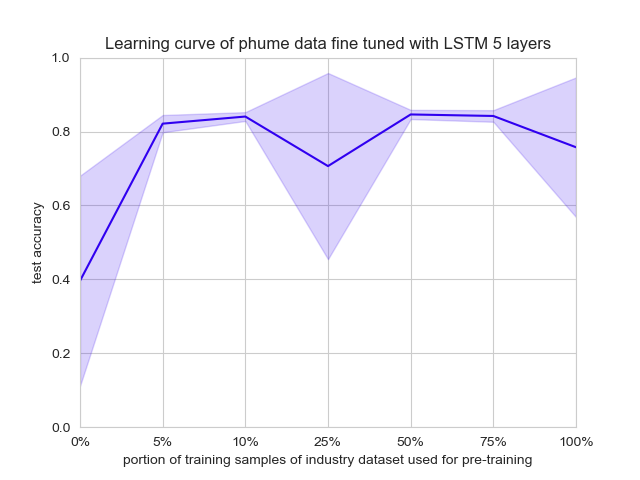 Learning curve of phume data fine tuned with LSTM 5 layers
1.0
0.8
0.6
0.4
0.2
0.0
test accuracy
0% 5% 10% 25% 50% 75% 100%
portion of training samples of industry dataset used for pre-training